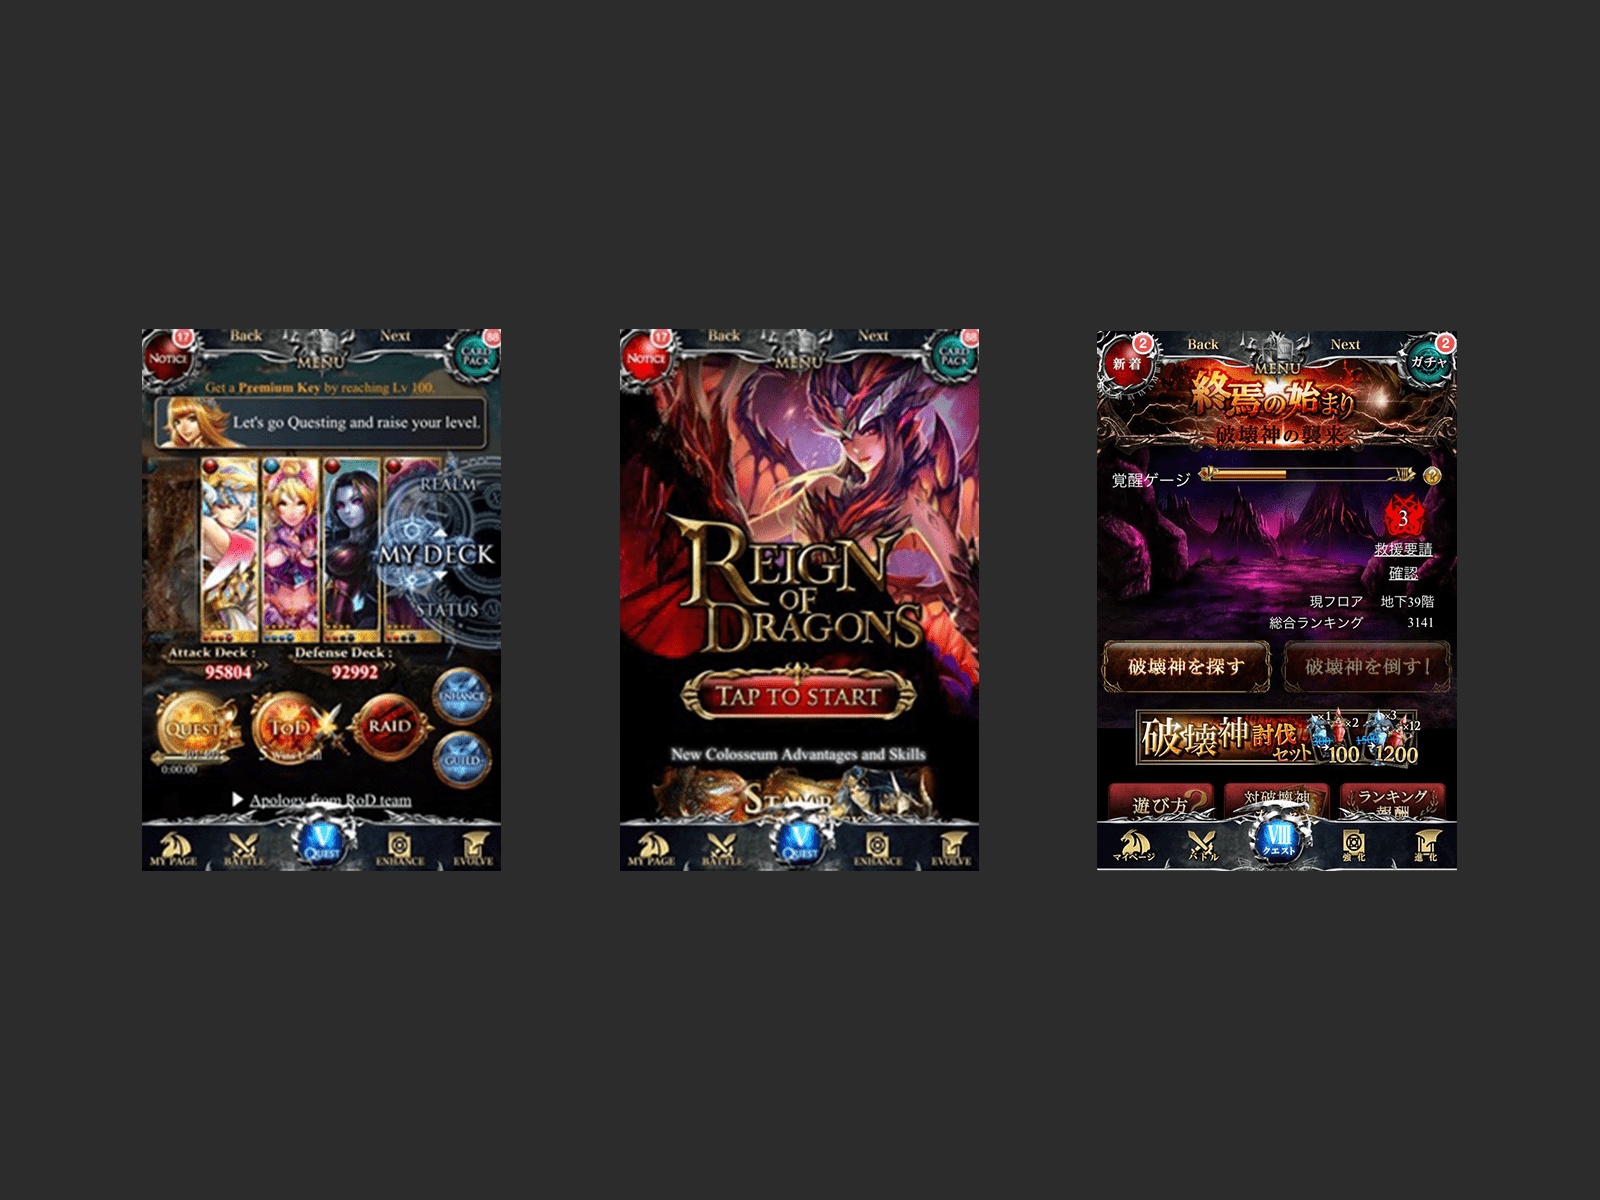 17
Back
Next
88
NOTICE
MENU
CARD
PACK
Get a Premium Key by reaching Lv 100.
Let's go Questing and raise your level.
REALM
MY DECK
STATUS
Attack Deck :
95804
Defense Deck :
92992
ENHANCE
QUEST
ToD
RAID
GUILD
0:00:00
Apology from RoD team
V
QUEST
MY PAGE
BATTLE
ENHANCE
EVOLVE
17
Back
Next
88
NOTICE
MENU
CARD
PACK
REIGN
OF
DRAGONS
TAP TO START
New Colosseum Advantages and Skills
V
QUEST
MY PAGE
BATTLE
ENHANCE
EVOLVE
2
Back
Next
2
新着
MENU
ガチャ
終焉の始まり
破壊神の襲来
覚醒ゲージ
?
3
救援要請
確認
現フロア 地下39階
総合ランキング 3141
破壊神を探す
破壊神を倒す!
破壊神討伐
セット
×1
×2
×3
×12
100
1200
遊び方?
対破壊神
ランキング
報酬
VIII
クエスト
マイページ
バトル
強化
進化